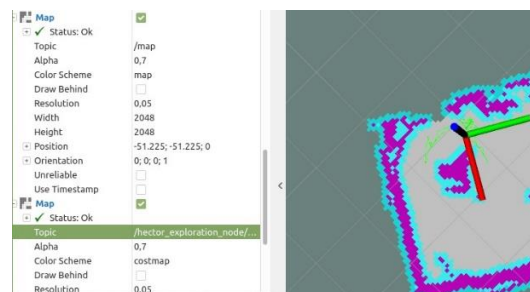 Map
Status: Ok
Topic /map
Alpha 0,7
Color Scheme map
Draw Behind
Resolution 0,05
Width 2048
Height 2048
Position -51.225; -51.225; 0
Orientation 0; 0; 0; 1
Unreliable
Use Timestamp
Map
Status: Ok
Topic /hector_exploration_node/...
Alpha 0,7
Color Scheme costmap
Draw Behind
Resolution 0,05